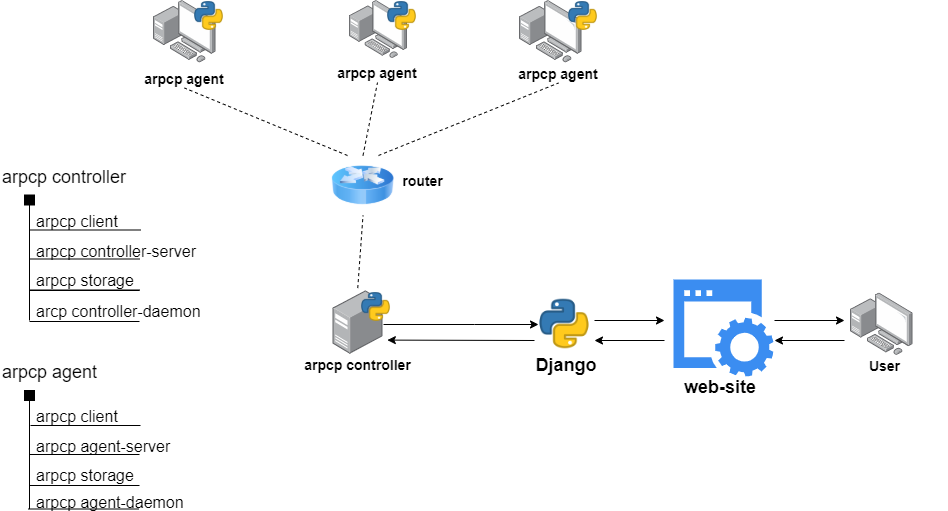 arpcp agent
arpcp agent
arpcp agent
router
arpcp controller
arpcp client
arpcp controller-server
arpcp storage
arcp controller-daemon
arpcp controller
Django
web-site
User
arpcp agent
arpcp client
arpcp agent-server
arpcp storage
arpcp agent-daemon